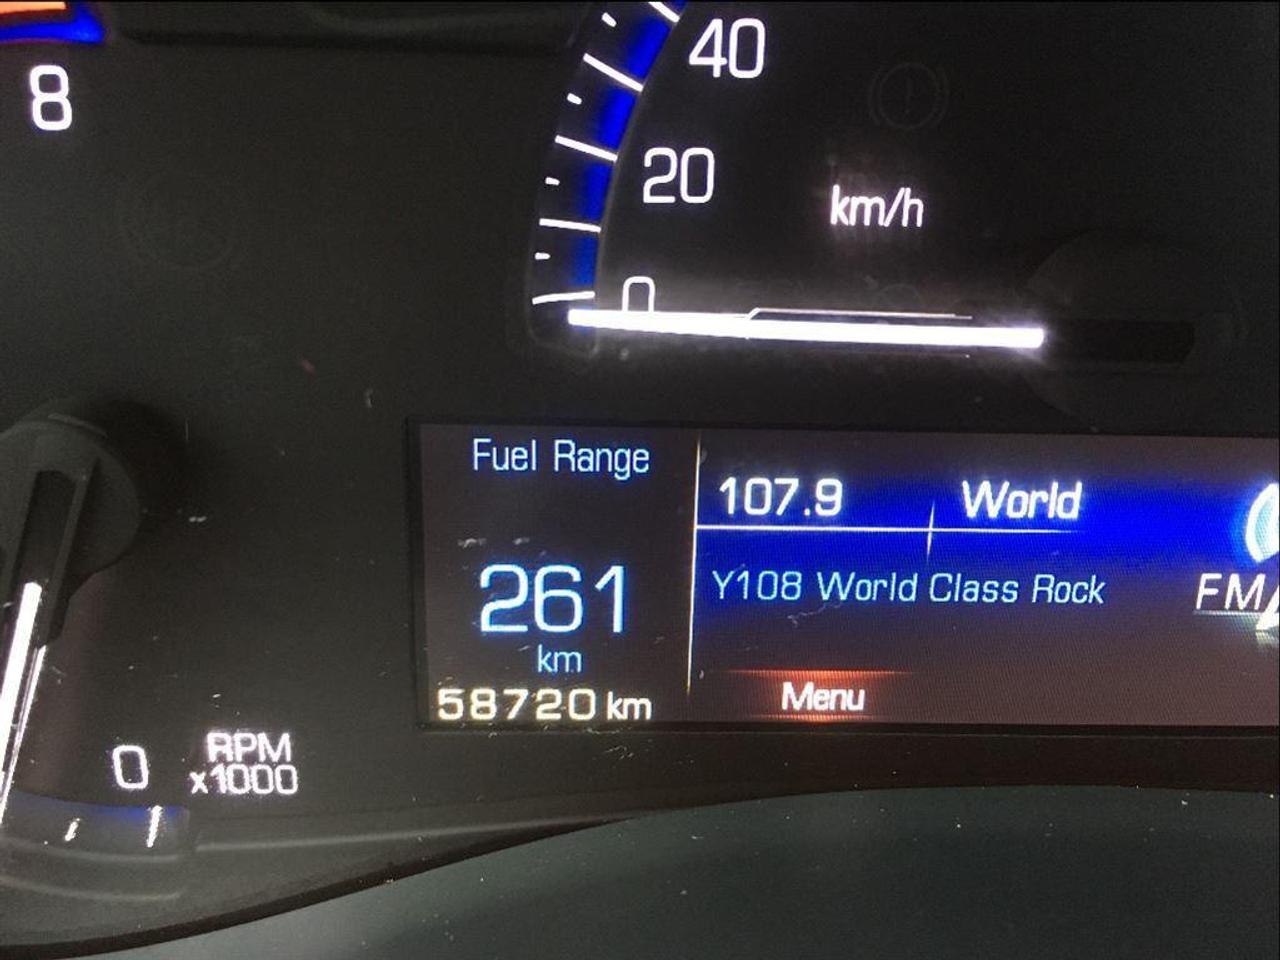 8
40
20
km/h
0
Fuel Range
107.9 World
261
Y108 World Class Rock
FM
km
58720 km
Menu
0
RPM
x1000